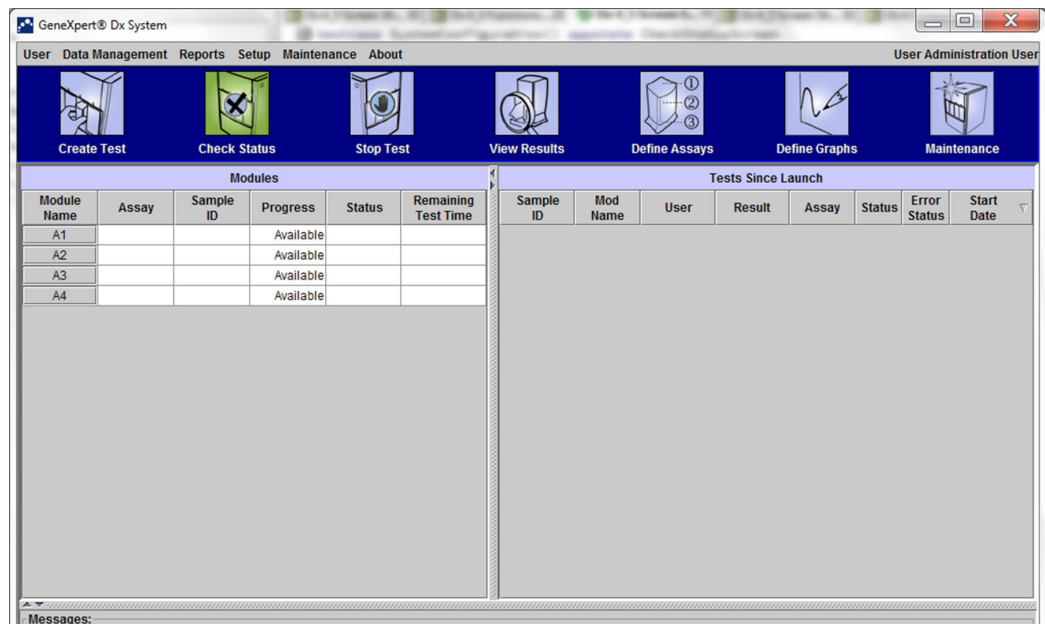 GeneXpert® Dx System
User Data Management Reports Setup Maintenance About User Administration User
Create Test Check Status Stop Test View Results Define Assays Define Graphs Maintenance
①
②
③
Modules
Module Name Assay Sample ID Progress Status Remaining Test Time
A1 Available
A2 Available
A3 Available
A4 Available
Tests Since Launch
Sample ID Mod Name User Result Assay Status Error Status Start Date
Messages: